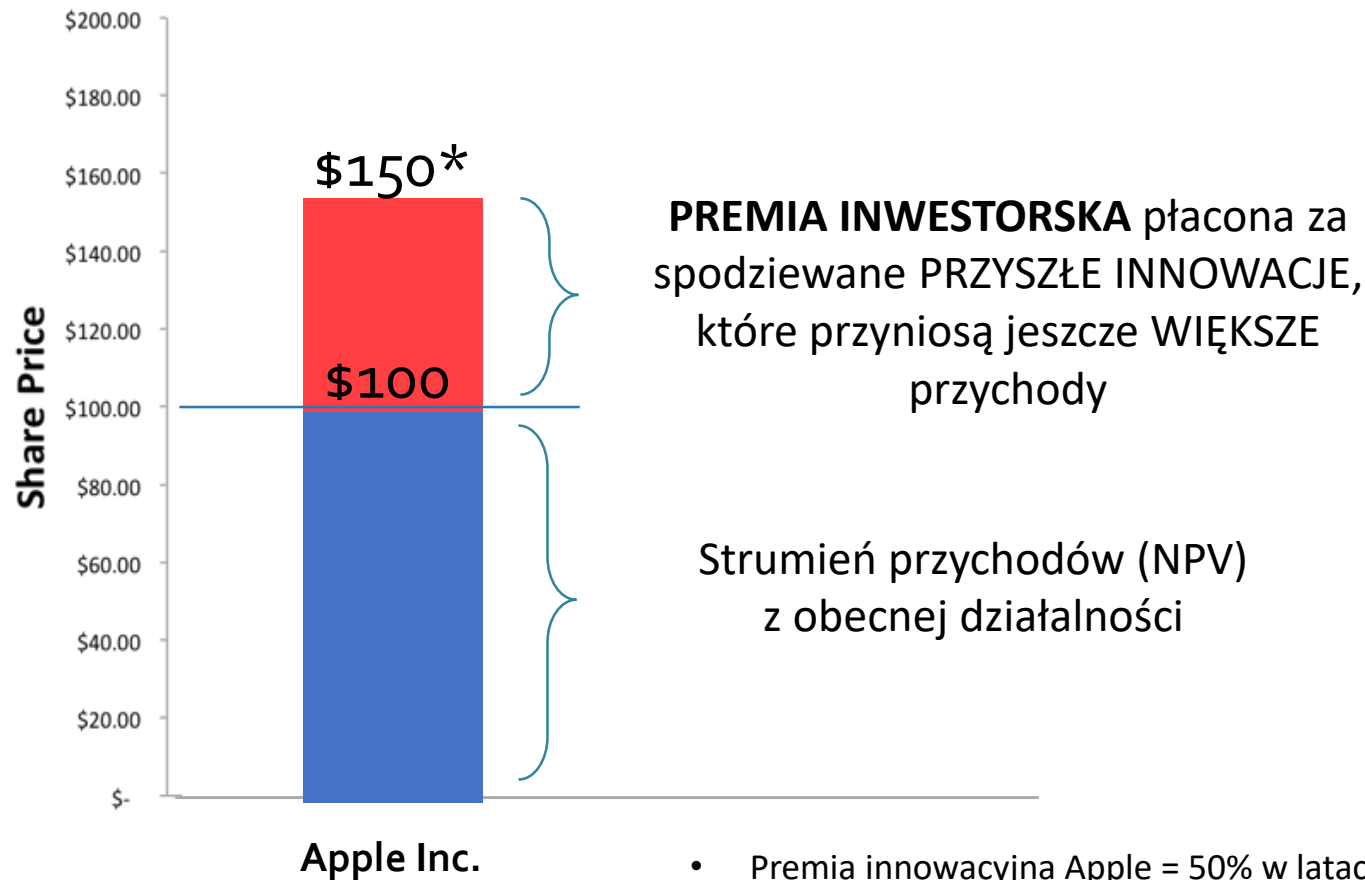 $200.00
$180.00
$160.00
$140.00
$120.00
$100.00
$80.00
$60.00
$40.00
$20.00
$-
Share Price
$150*
$100
Apple Inc.
PREMIA INWESTORSKA płacona za
spodziewane PRZYSZŁE INNOWACJE,
które przyniosą jeszcze WIĘKSZE
przychody
Strumień przychodów (NPV)
z obecnej działalności
• Premia innowacyjna Apple = 50% w latac